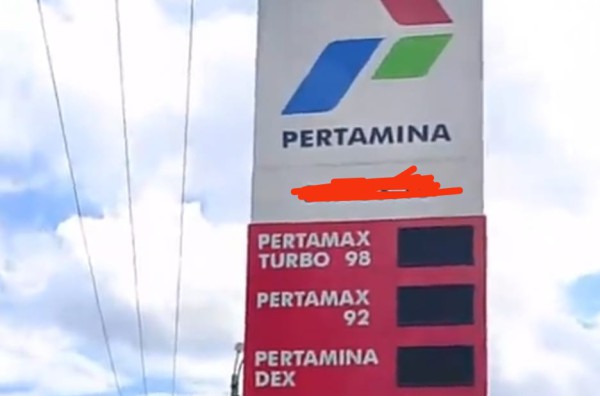 PERTAMINA
PERTAMAX
TURBO 98
PERTAMAX
92
PERTAMINA
DEX